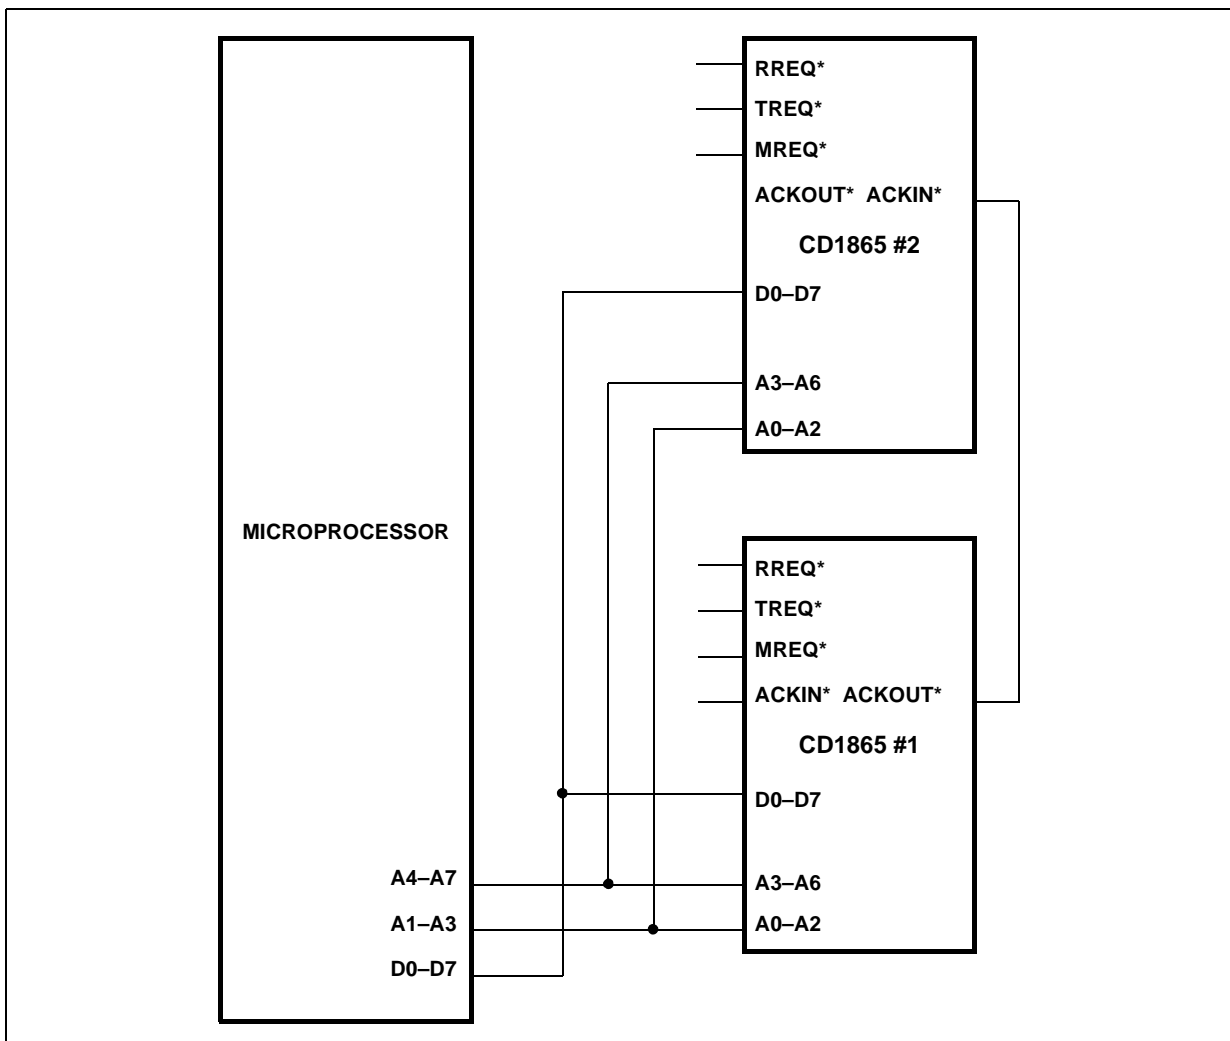 MICROPROCESSOR
A4–A7
A1–A3
D0–D7
RREQ*
TREQ*
MREQ*
ACKOUT* ACKIN*
CD1865 #2
D0–D7
A3–A6
A0–A2
RREQ*
TREQ*
MREQ*
ACKIN* ACKOUT*
CD1865 #1
D0–D7
A3–A6
A0–A2